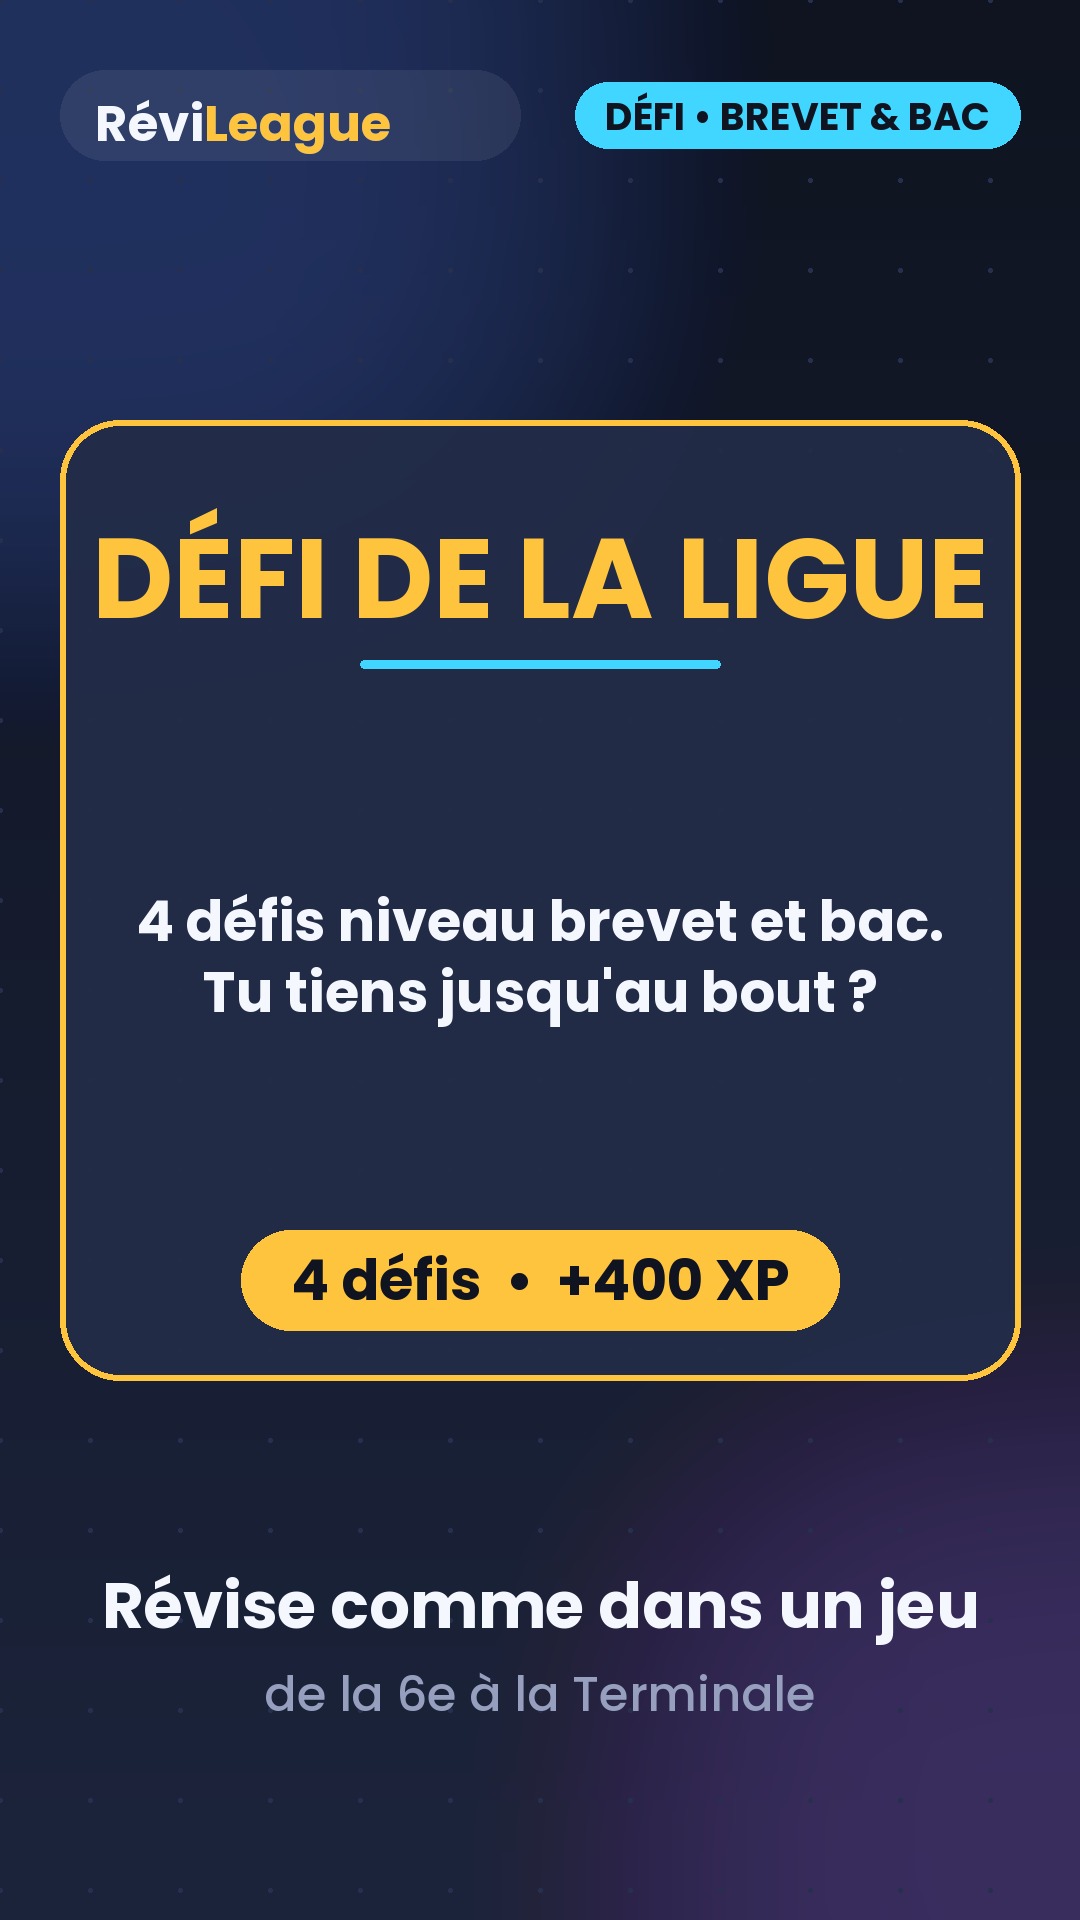 RéviLeague
DÉFI • BREVET & BAC
DÉFI DE LA LIGUE
4 défis niveau brevet et bac.
Tu tiens jusqu'au bout ?
4 défis • +400 XP
Révise comme dans un jeu
de la 6e à la Terminale